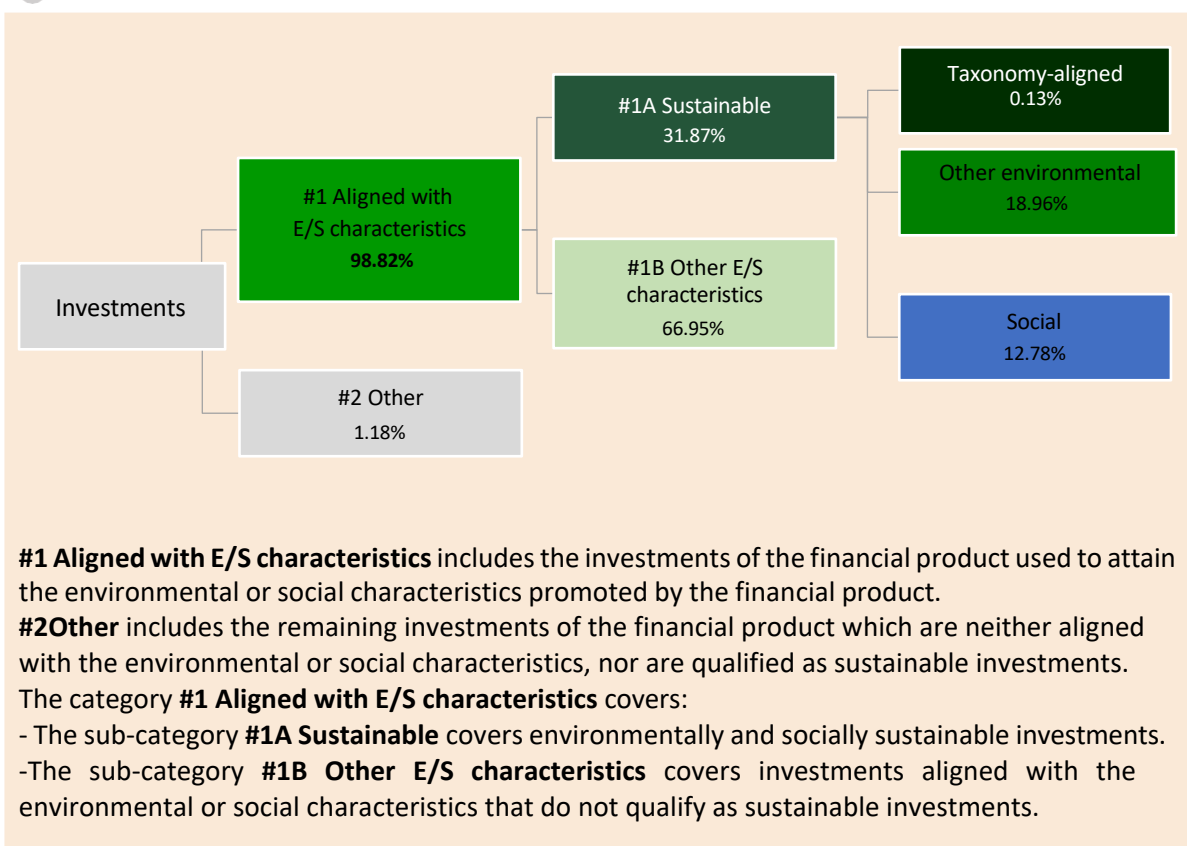 Taxonomy-aligned
0.13%
#1A Sustainable
31.87%
Other environmental
18.96%
#1 Aligned with
E/S characteristics
98.82%
#1B Other E/S
characteristics
66.95%
Investments
Social
12.78%
#2 Other
1.18%
#1 Aligned with E/S characteristics includes the investments of the financial product used to attain
the environmental or social characteristics promoted by the financial product.
#2Other includes the remaining investments of the financial product which are neither aligned
with the environmental or social characteristics, nor are qualified as sustainable investments.
The category #1 Aligned with E/S characteristics covers:
- The sub-category #1A Sustainable covers environmentally and socially sustainable investments.
-The sub-category #1B Other E/S characteristics covers investments aligned with the
environmental or social characteristics that do not qualify as sustainable investments.